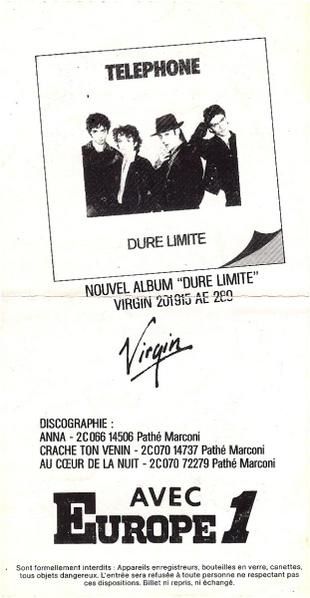 TELEPHONE
DURE LIMITE
NOUVEL ALBUM "DURE LIMITE"
VIRGIN 201915 AE 289
Virgin
DISCOGRAPHIE :
ANNA - 2C066 14506 Pathé Marconi
CRACHE TON VENIN - 2C070 14737 Pathé Marconi
AU CŒUR DE LA NUIT - 2C070 72279 Pathé Marconi
AVEC
EUROPE 1
Sont formellement interdits : Appareils enregistreurs, bouteilles en verre, canettes,
tous objets dangereux. L'entrée sera refusée à toute personne ne respectant pas
ces dispositions. Billet ni repris, ni échangé.